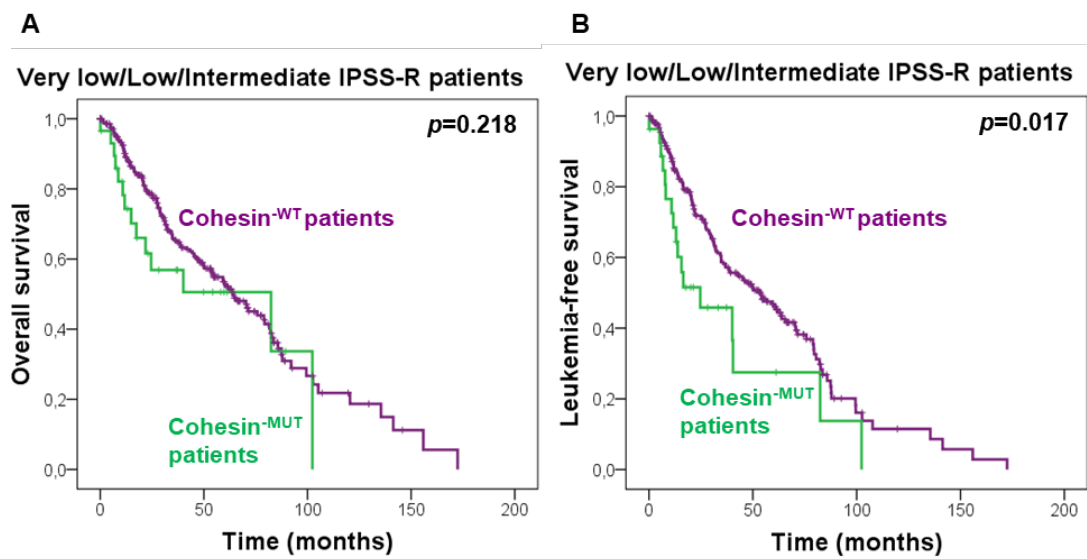 A
Very low/Low/Intermediate IPSS-R patients
p=0.218
Cohesin-WT patients
Cohesin-MUT
patients
Overall survival
1,0
0,8
0,6
0,4
0,2
0,0
0 50 100 150 200
Time (months)
B
Very low/Low/Intermediate IPSS-R patients
p=0.017
Cohesin-WT patients
Cohesin-MUT
patients
Leukemia-free survival
1,0
0,8
0,6
0,4
0,2
0,0
0 50 100 150 200
Time (months)